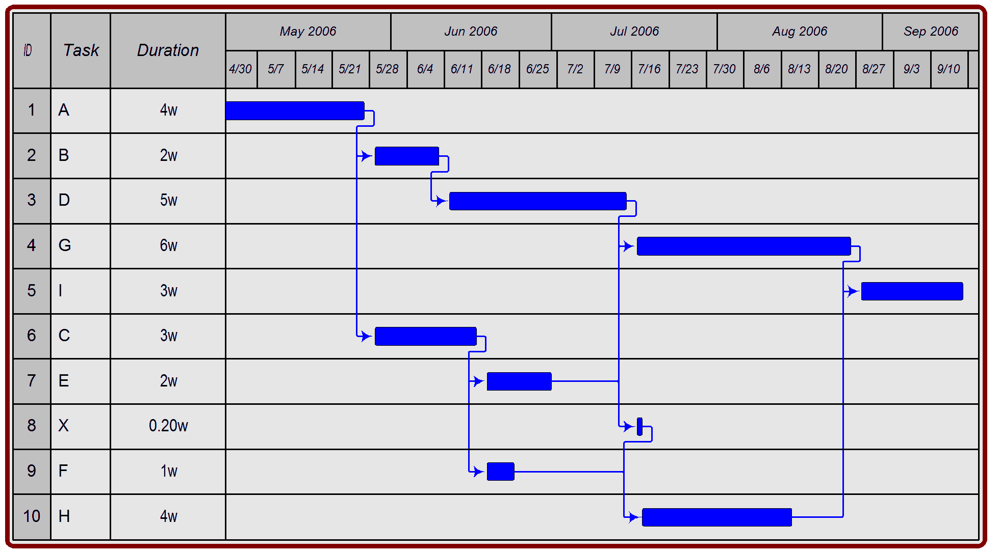 ID Task Duration May 2006 Jun 2006 Jul 2006 Aug 2006 Sep 2006
4/30 5/7 5/14 5/21 5/28 6/4 6/11 6/18 6/25 7/2 7/9 7/16 7/23 7/30 8/6 8/13 8/20 8/27 9/3 9/10
1 A 4w
2 B 2w
3 D 5w
4 G 6w
5 I 3w
6 C 3w
7 E 2w
8 X 0.20w
9 F 1w
10 H 4w